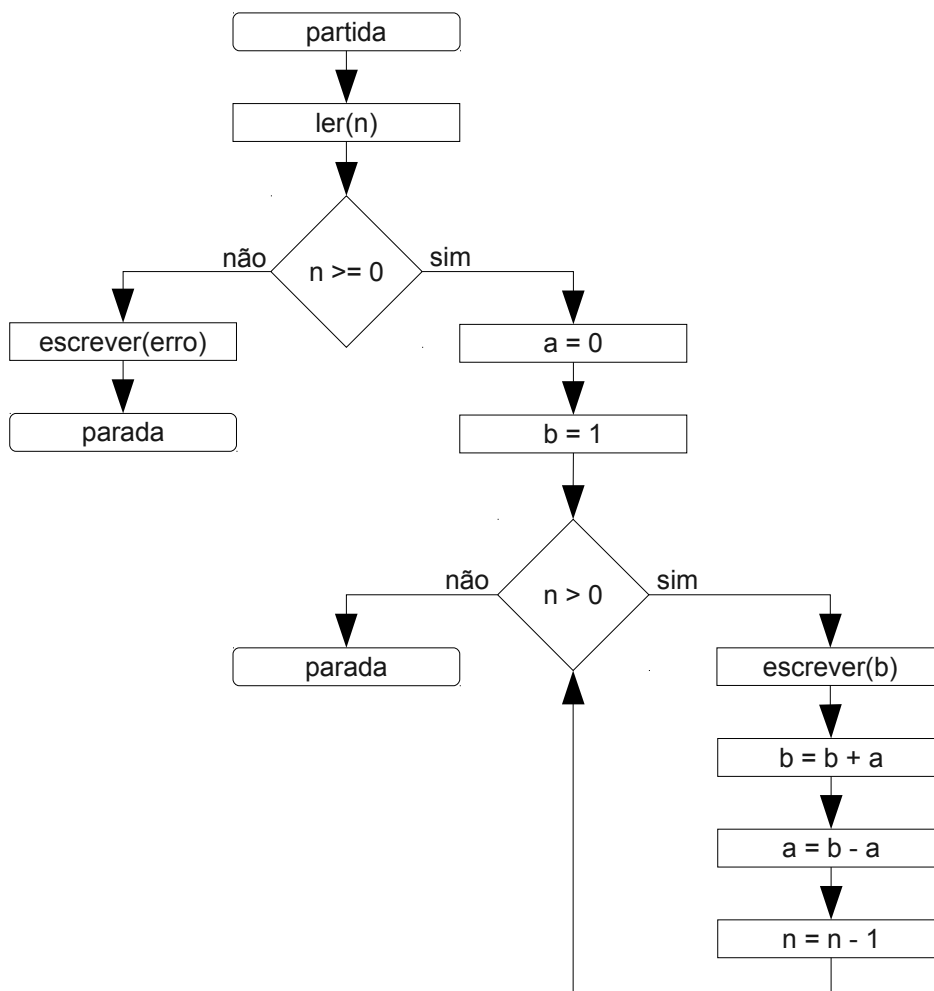 partida
ler(n)
não
sim
n >= 0
escrever(erro)
a = 0
parada
b = 1
não
sim
n > 0
parada
escrever(b)
b = b + a
a = b - a
n = n - 1